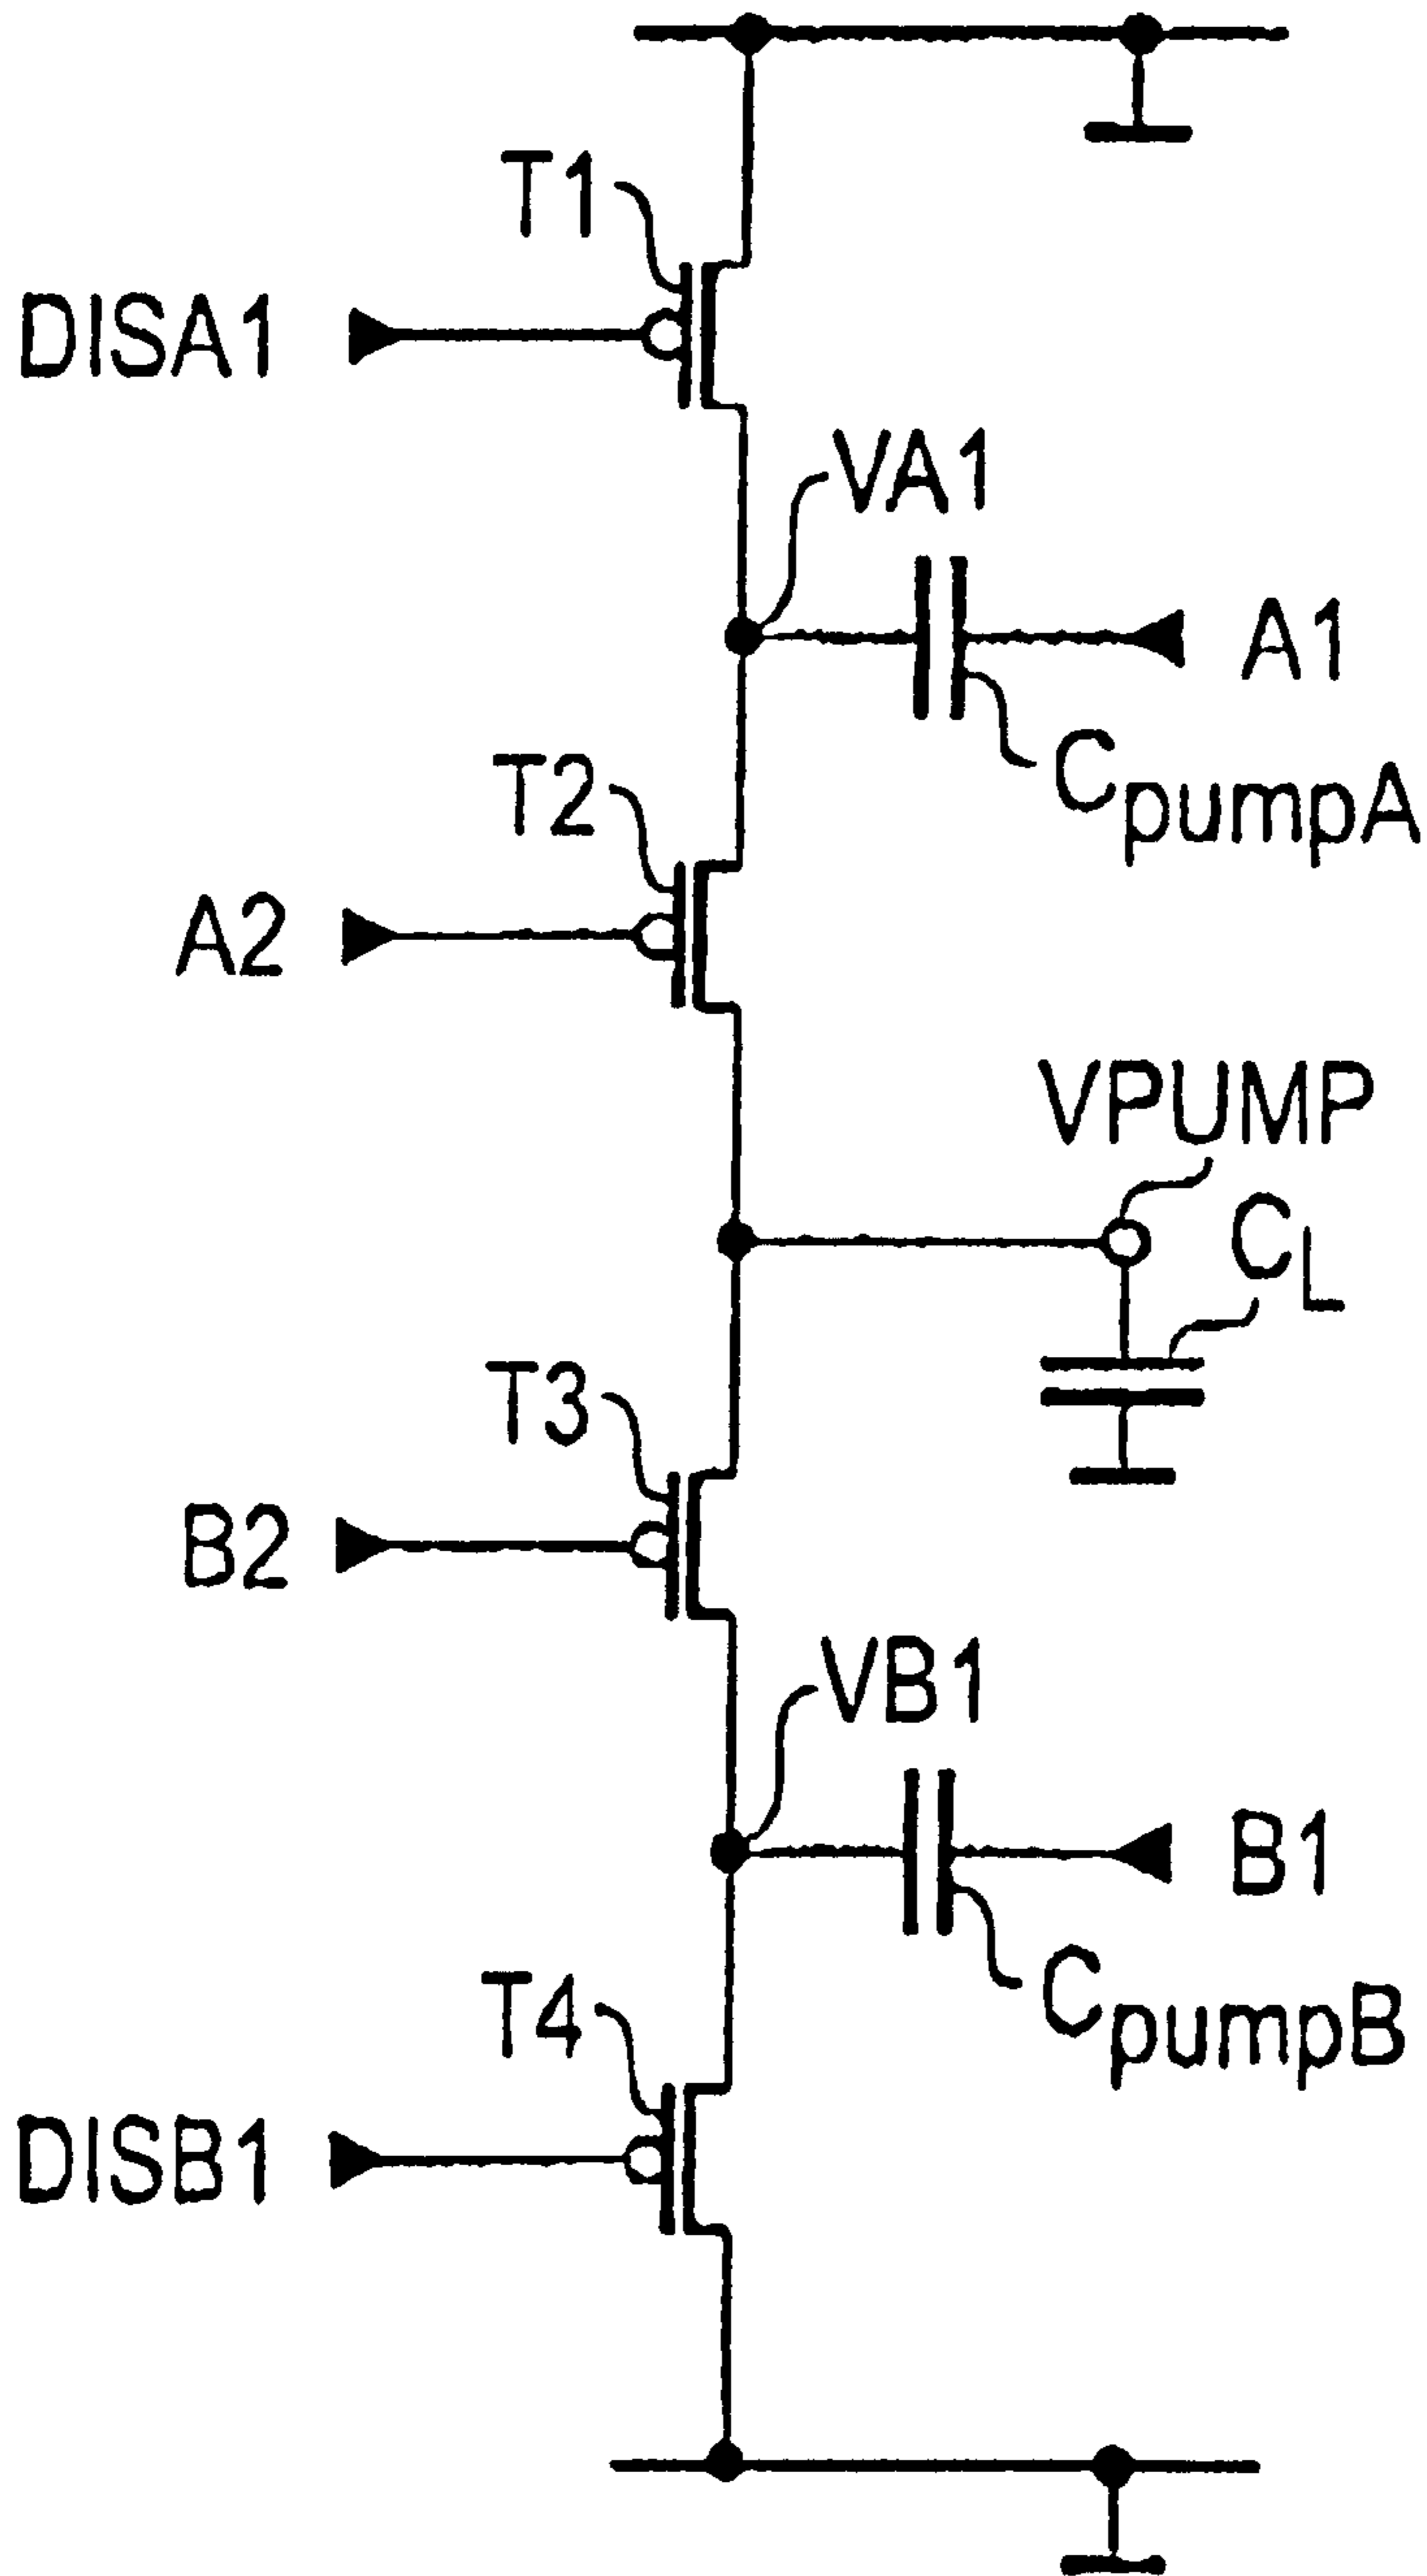 T1
DISA1
VA1
A1
CpumpA
T2
A2
VPUMP
CL
T3
B2
VB1
B1
CpumpB
T4
DISB1